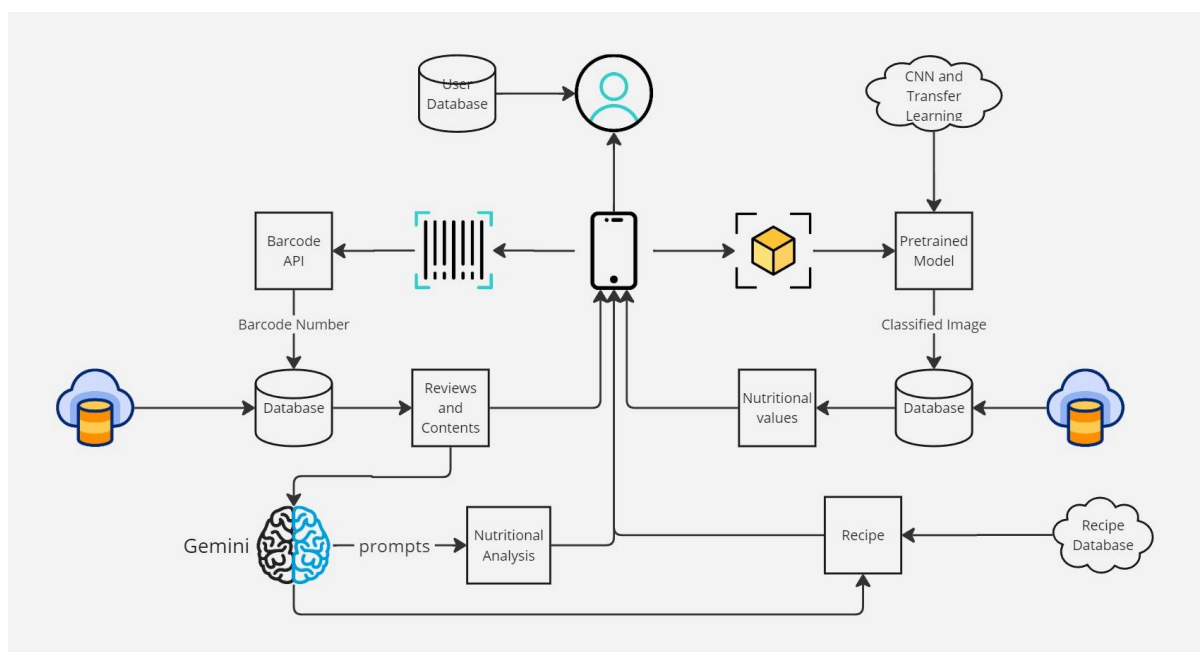 User
Database
CNN and
Transfer
Learning
Barcode
API
Pretrained
Model
Barcode Number
Classified Image
Database
Reviews
and
Contents
Nutritional
values
Database
Gemini
prompts
Nutritional
Analysis
Recipe
Recipe
Database